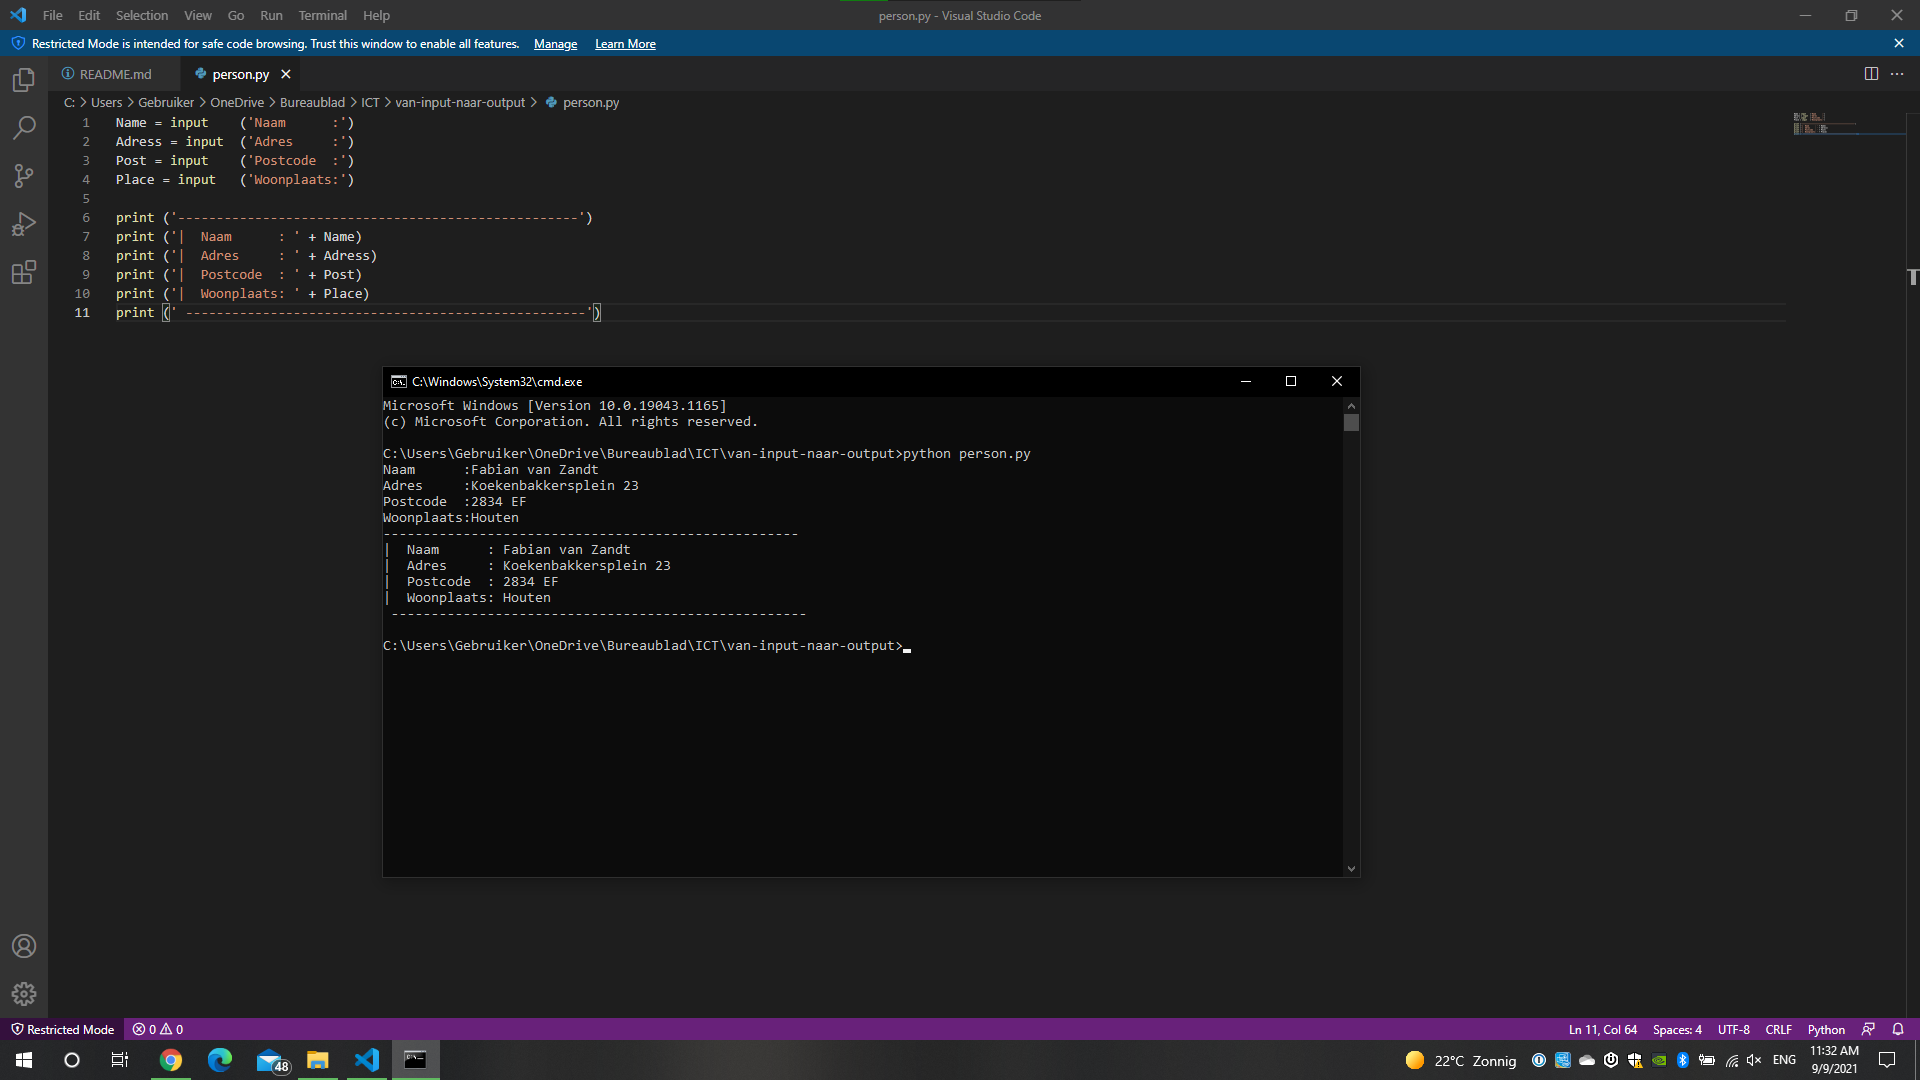 File Edit Selection View Go Run Terminal Help person.py - Visual Studio Code
Restricted Mode is intended for safe code browsing. Trust this window to enable all features. Manage Learn More
README.md person.py
C: > Users > Gebruiker > OneDrive > Bureaublad > ICT > van-input-naar-output > person.py
1 Name = input    ('Naam      :')
2 Adress = input  ('Adres     :')
3 Post = input    ('Postcode  :')
4 Place = input   ('Woonplaats:')
5
6 print ('----------------------------------------------------')
7 print ('|  Naam      : ' + Name)
8 print ('|  Adres     : ' + Adress)
9 print ('|  Postcode  : ' + Post)
10 print ('|  Woonplaats: ' + Place)
11 print (' ----------------------------------------------------')
C:\Windows\System32\cmd.exe
Microsoft Windows [Version 10.0.19043.1165]
(c) Microsoft Corporation. All rights reserved.
C:\Users\Gebruiker\OneDrive\Bureaublad\ICT\van-input-naar-output>python person.py
Naam      :Fabian van Zandt
Adres     :Koekenbakkersplein 23
Postcode  :2834 EF
Woonplaats:Houten
----------------------------------------------------
|  Naam      : Fabian van Zandt
|  Adres     : Koekenbakkersplein 23
|  Postcode  : 2834 EF
|  Woonplaats: Houten
 ----------------------------------------------------
C:\Users\Gebruiker\OneDrive\Bureaublad\ICT\van-input-naar-output>
Restricted Mode 0 0 Ln 11, Col 64 Spaces: 4 UTF-8 CRLF Python
48 22°C Zonnig ENG 11:32 AM
9/9/2021